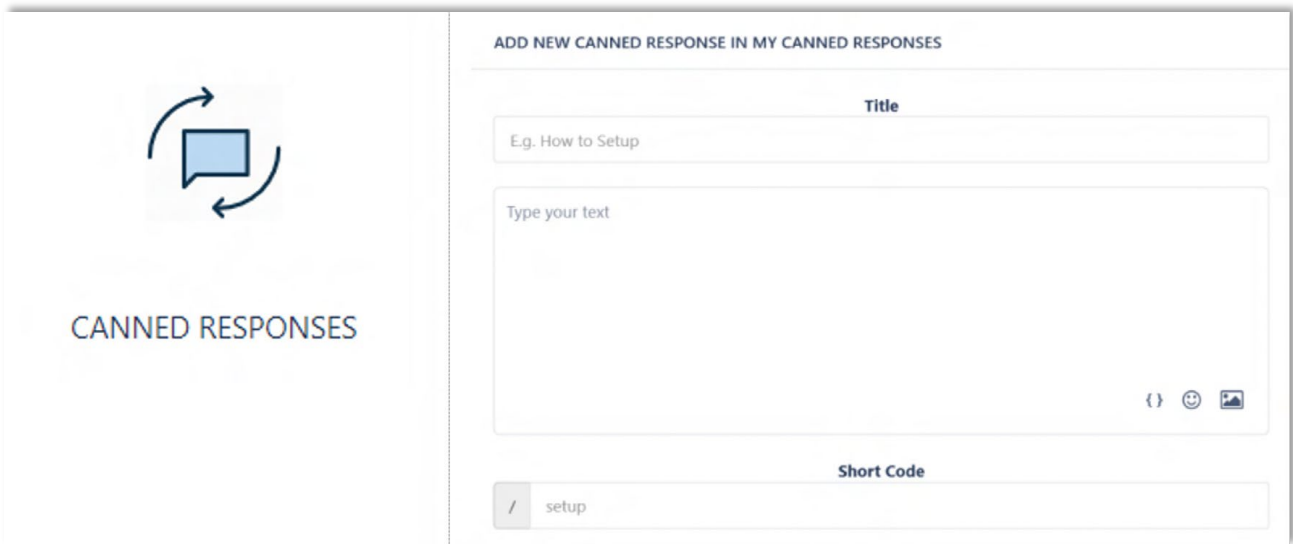 CANNED RESPONSES
ADD NEW CANNED RESPONSE IN MY CANNED RESPONSES
Title
E.g. How to Setup
Type your text
{ }
Short Code
/ setup